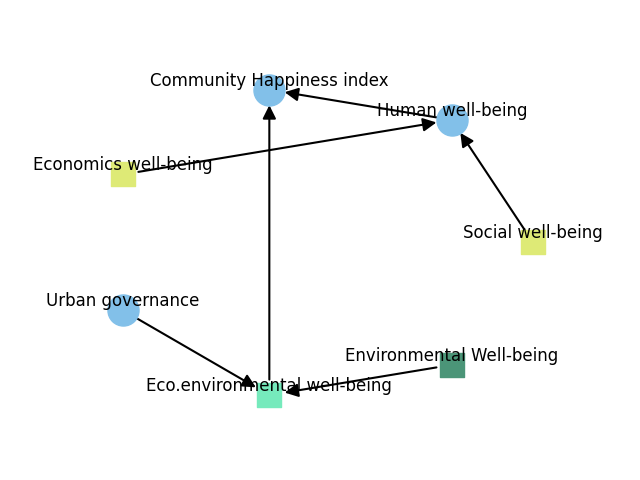 Community Happiness index
Human well-being
Economics well-being
Social well-being
Urban governance
Environmental Well-being
Eco.environmental well-being